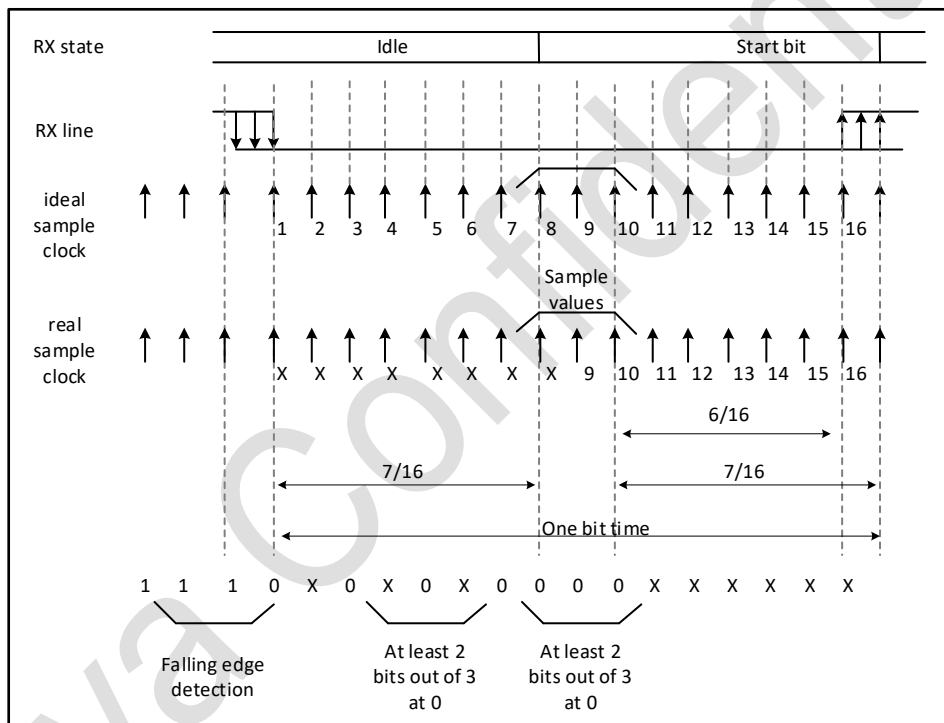 RX state
Idle
Start bit
RX line
ideal
sample
clock
1 2 3 4 5 6 7 8 9 10 11 12 13 14 15 16
Sample
values
real
sample
clock
X X X X X X X X 9 10 11 12 13 14 15 16
6/16
7/16
7/16
One bit time
1 1 1 0 X 0 X 0 X 0 0 0 0 X X X X X X
Falling edge
detection
At least 2
bits out of 3
at 0
At least 2
bits out of 3
at 0
va Confident